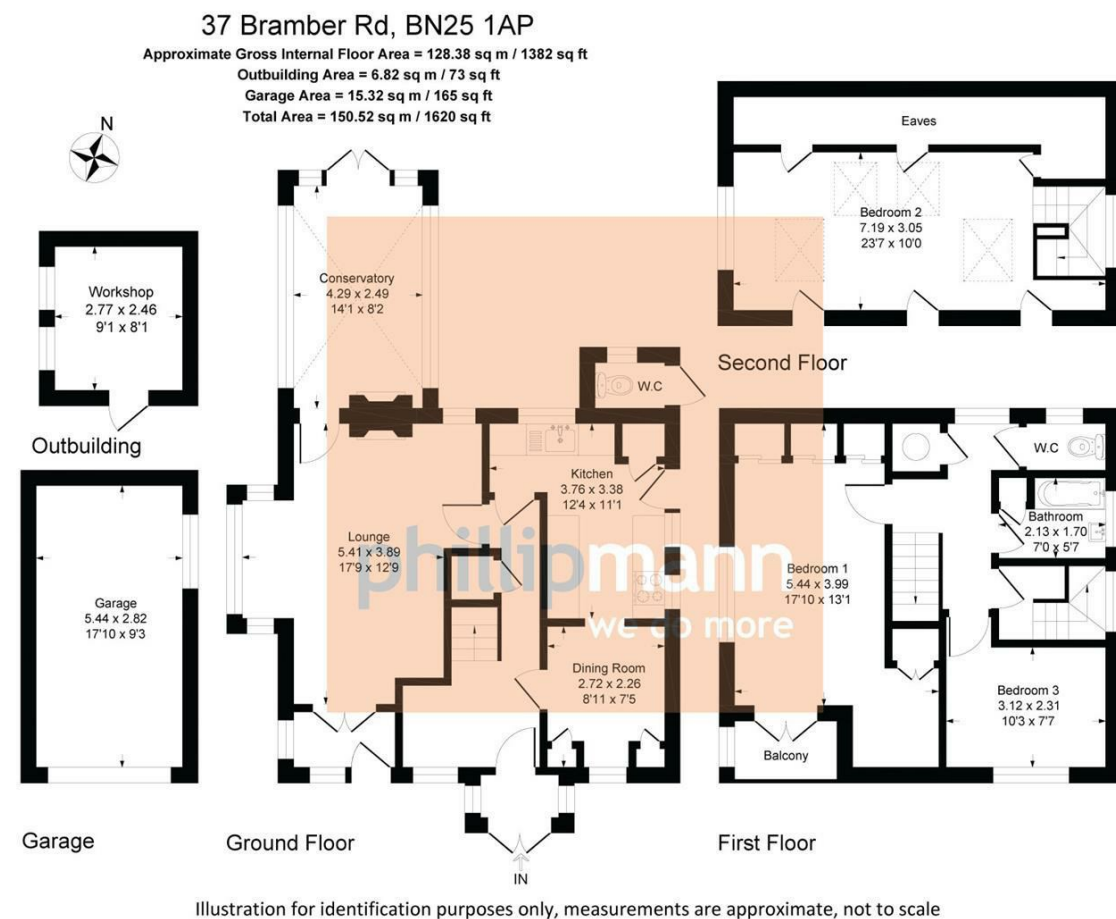 37 Bramber Rd, BN25 1AP
Approximate Gross Internal Floor Area = 128.38 sq m / 1382 sq ft
Outbuilding Area = 6.82 sq m / 73 sq ft
Garage Area = 15.32 sq m / 165 sq ft
Total Area = 150.52 sq m / 1620 sq ft
N
Workshop
2.77 x 2.46
9'1 x 8'1
Outbuilding
Garage
5.44 x 2.82
17'10 x 9'3
Garage
Conservatory
4.29 x 2.49
14'1 x 8'2
W.C
Kitchen
3.76 x 3.38
12'4 x 11'1
Lounge
5.41 x 3.89
17'9 x 12'9
Dining Room
2.72 x 2.26
8'11 x 7'5
IN
Ground Floor
Eaves
Bedroom 2
7.19 x 3.05
23'7 x 10'0
Second Floor
W.C
Bathroom
2.13 x 1.70
7'0 x 5'7
Bedroom 1
5.44 x 3.99
17'10 x 13'1
Bedroom 3
3.12 x 2.31
10'3 x 7'7
Balcony
First Floor
phillipmann
we do more
Illustration for identification purposes only, measurements are approximate, not to scale